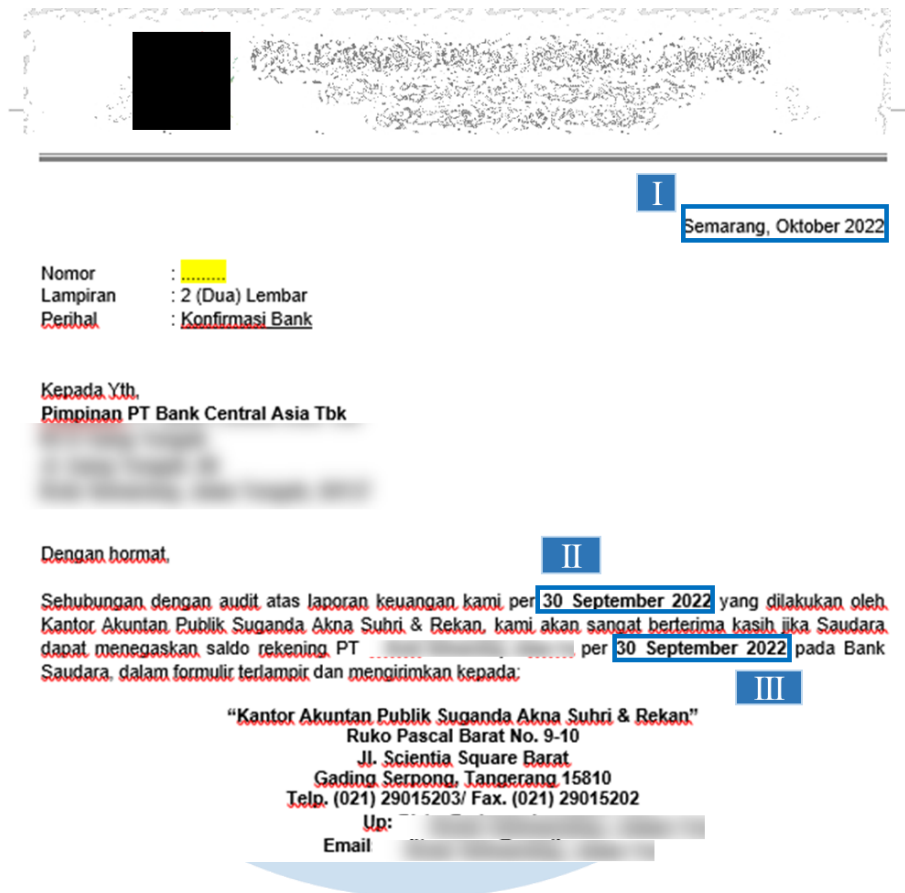 I
Semarang, Oktober 2022
Nomor : .........
Lampiran : 2 (Dua) Lembar
Perihal : Konfirmasi Bank
Kepada Yth,
Pimpinan PT Bank Central Asia Tbk
Dengan hormat,
II
Sehubungan dengan audit atas laporan keuangan kami per 30 September 2022 yang dilakukan oleh
Kantor Akuntan Publik Suganda Akna Suhri & Rekan, kami akan sangat berterima kasih jika Saudara
dapat menegaskan saldo rekening PT per 30 September 2022 pada Bank
Saudara, dalam formulir terlampir dan mengirimkan kepada:
III
“Kantor Akuntan Publik Suganda Akna Suhri & Rekan”
Ruko Pascal Barat No. 9-10
Jl. Scientia Square Barat
Gading Serpong, Tangerang 15810
Telp. (021) 29015203/ Fax. (021) 29015202
Up:
Email